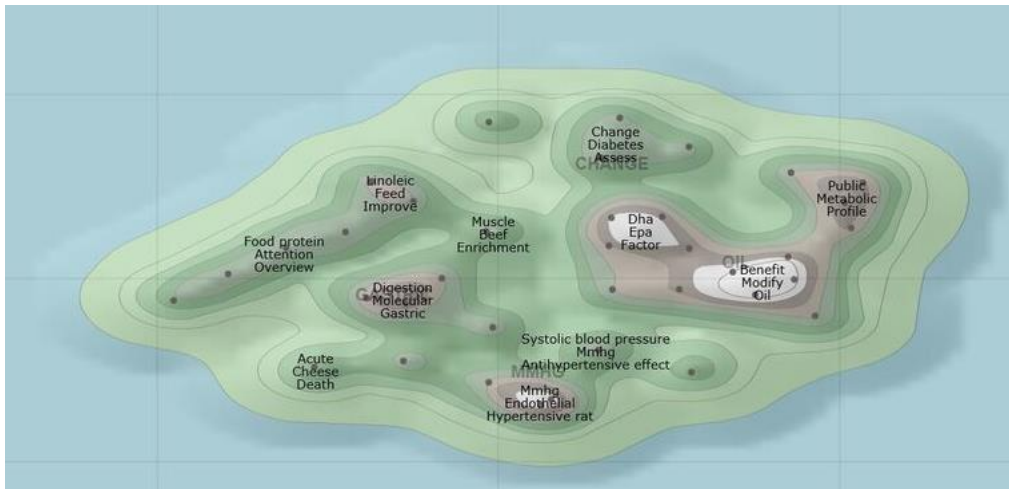 Change
Diabetes
Assess
CHANGE
Linoleic
Feed
Improve
Public
Metabolic
Profile
Muscle
Beef
Enrichment
Dha
Epa
Factor
Food protein
Attention
Overview
OIL
Benefit
Modify
Oil
Digestion
Molecular
Gastric
Systolic blood pressure
Mmhg
Antihypertensive effect
Acute
Cheese
Death
MMHG
Mmhg
Endothelial
Hypertensive rat